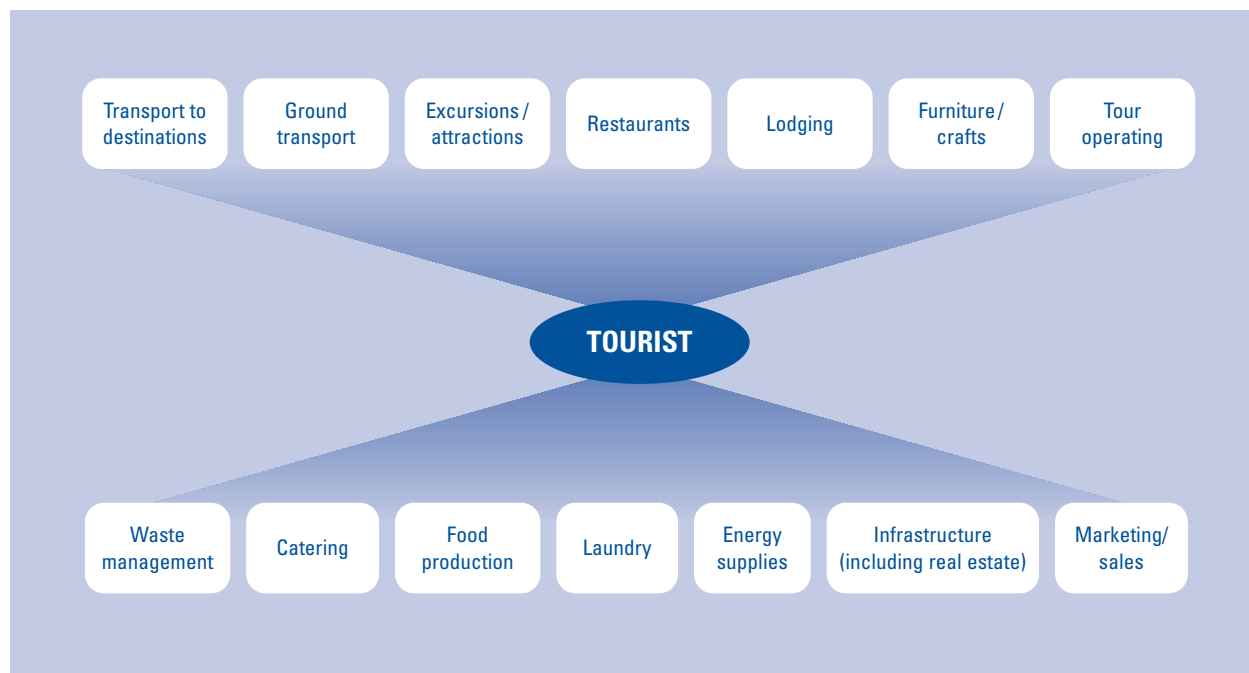 Transport to
destinations
Ground
transport
Excursions/
attractions
Restaurants
Lodging
Furniture/
crafts
Tour
operating
TOURIST
Waste
management
Catering
Food
production
Laundry
Energy
supplies
Infrastructure
(including real estate)
Marketing/
sales